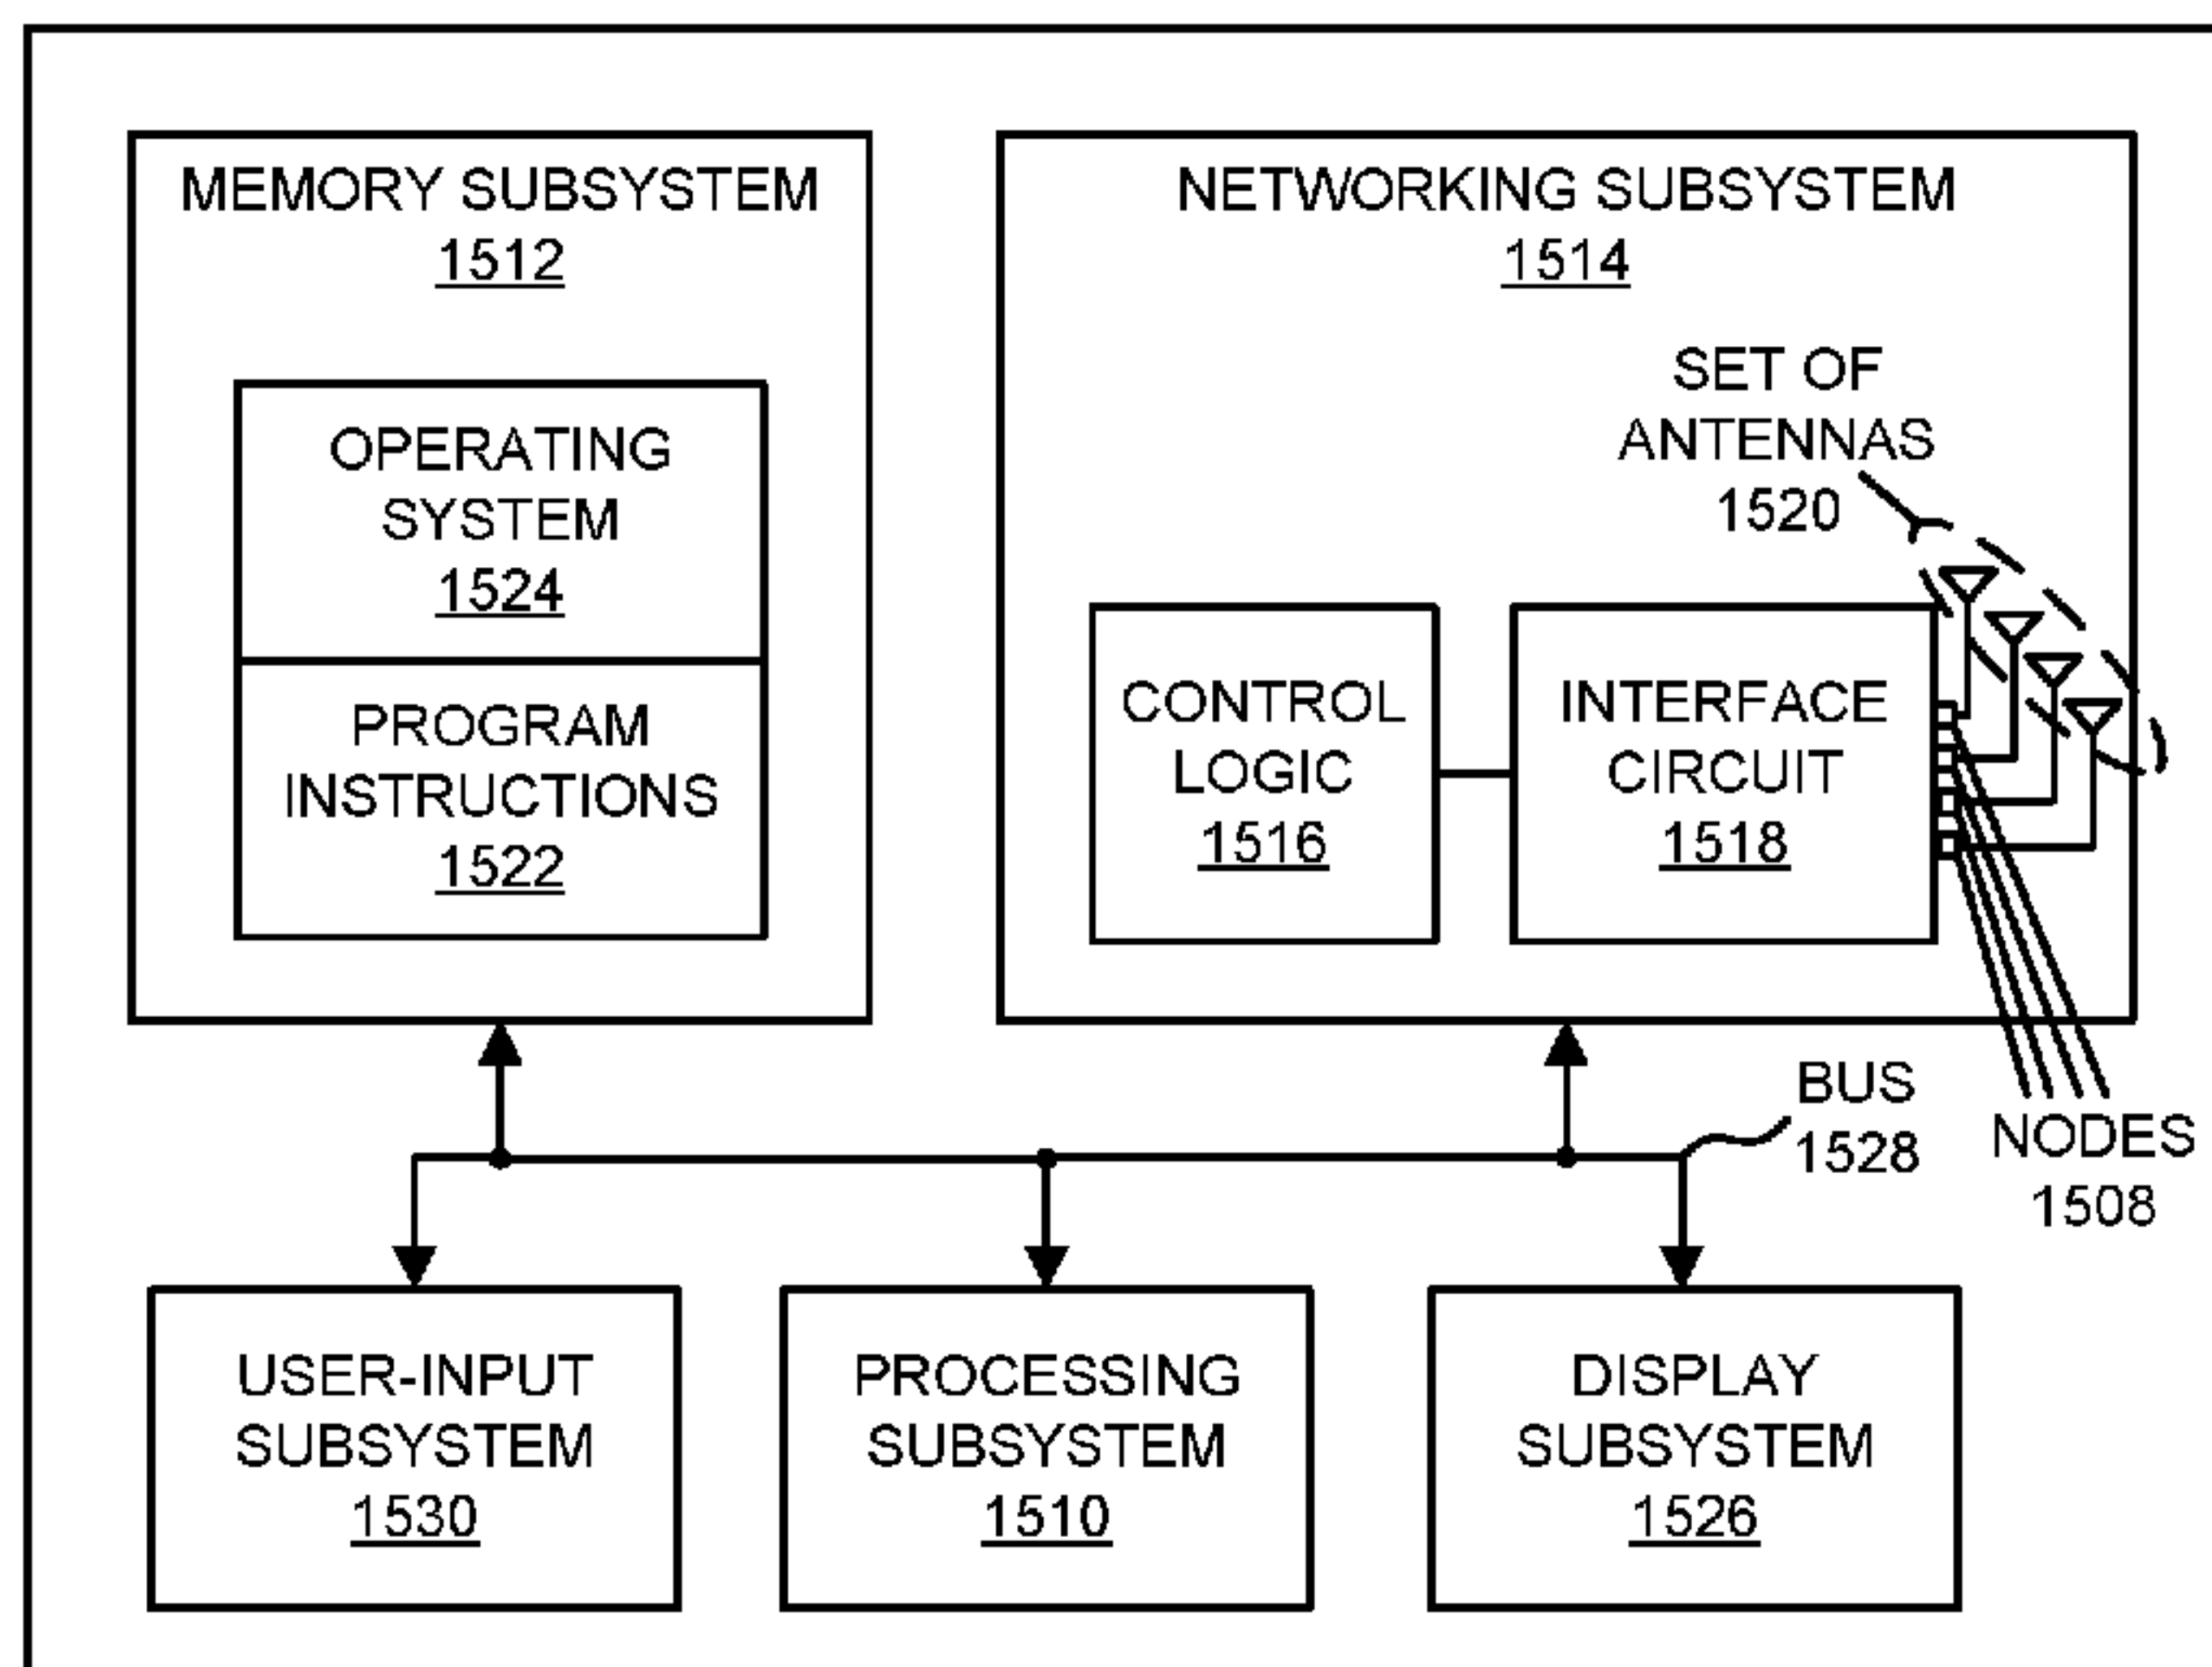 MEMORY SUBSYSTEM
1512
OPERATING
SYSTEM
1524
PROGRAM
INSTRUCTIONS
1522
NETWORKING SUBSYSTEM
1514
SET OF
ANTENNAS
1520
CONTROL
LOGIC
1516
INTERFACE
CIRCUIT
1518
BUS
1528
NODES
1508
USER-INPUT
SUBSYSTEM
1530
PROCESSING
SUBSYSTEM
1510
DISPLAY
SUBSYSTEM
1526